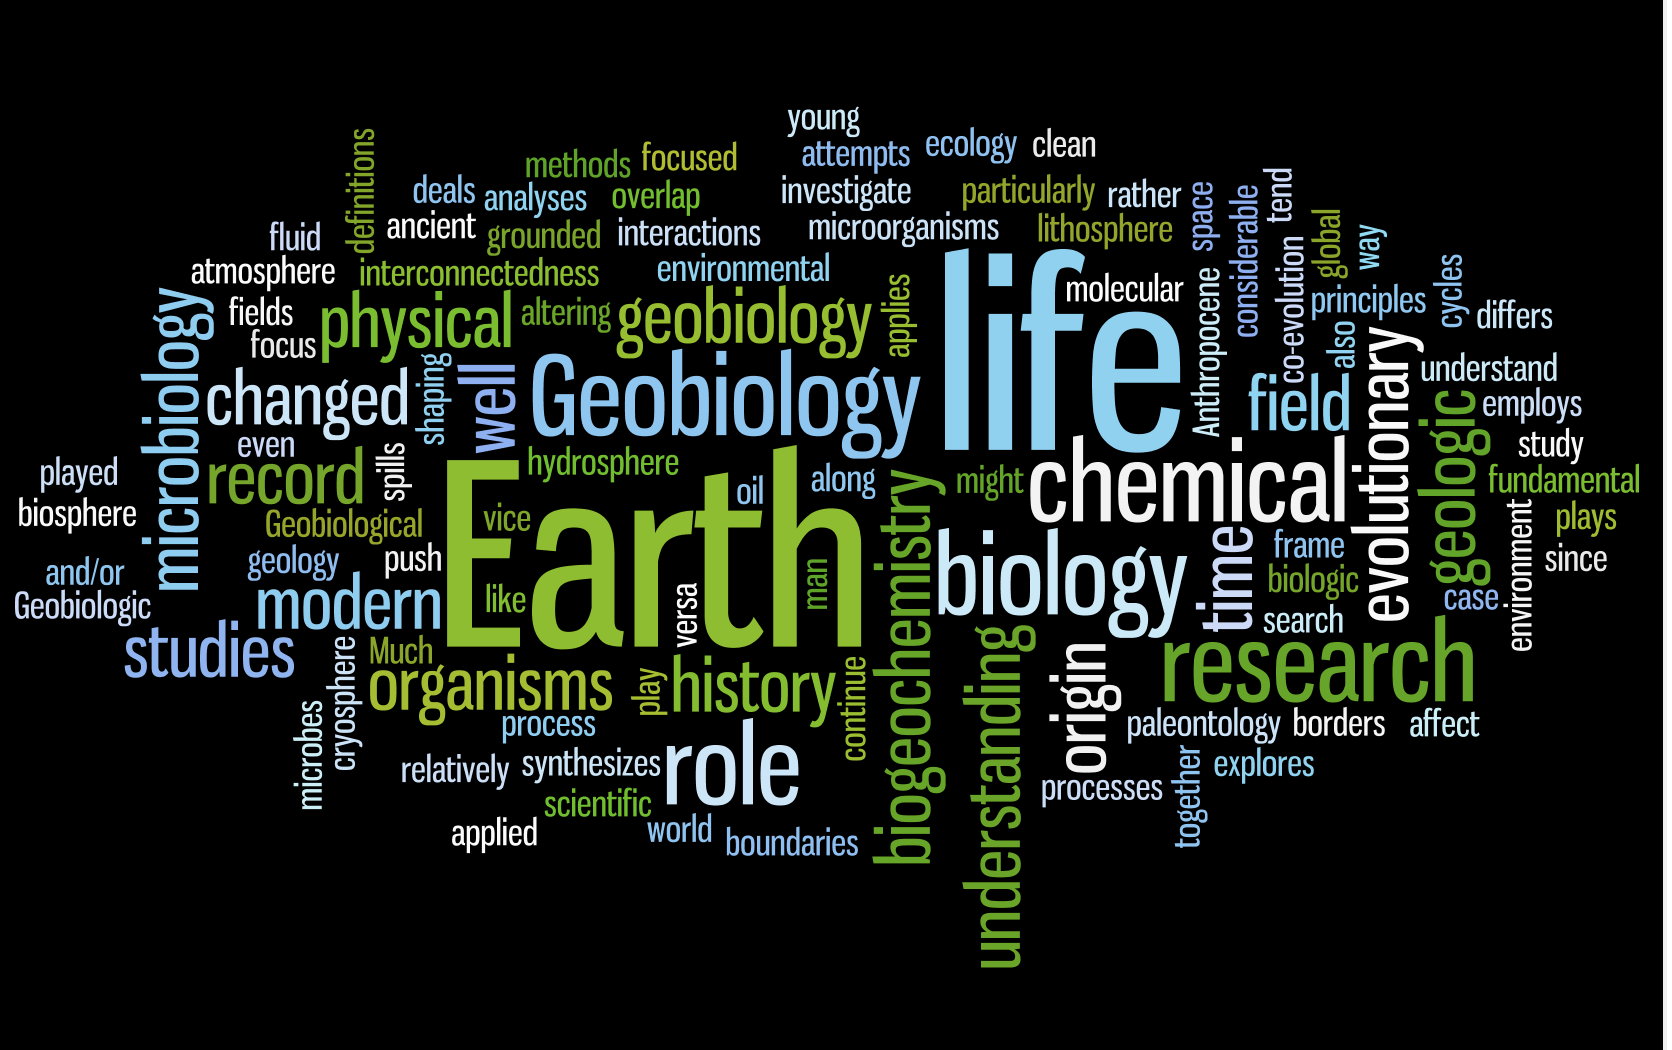 young
attempts
ecology
clean
definitions
methods
focused
deals
analyses
overlap
investigate
particularly
rather
space
considerable
tend
fluid
ancient
grounded
interactions
microorganisms
lithosphere
co-evolution
global
way
atmosphere
interconnectedness
environmental
life
molecular
Anthropocene
principles
cycles
microbiology
fields
physical
altering
geobiology
applies
also
differs
focus
changed
shaping
well
Geobiology
field
evolutionary
understand
geologic
employs
even
played
record
spills
hydrosphere
oil
along
might
chemical
study
fundamental
biosphere
Geobiological
vice
Earth
biogeochemistry
biology
time
frame
environment
plays
and/or
geology
push
man
biologic
since
Geobiologic
modern
like
versa
search
case
studies
cryosphere
Much
organisms
play
history
continue
understanding
origin
research
microbes
process
role
paleontology
borders
affect
relatively
synthesizes
processes
together
explores
scientific
applied
world
boundaries